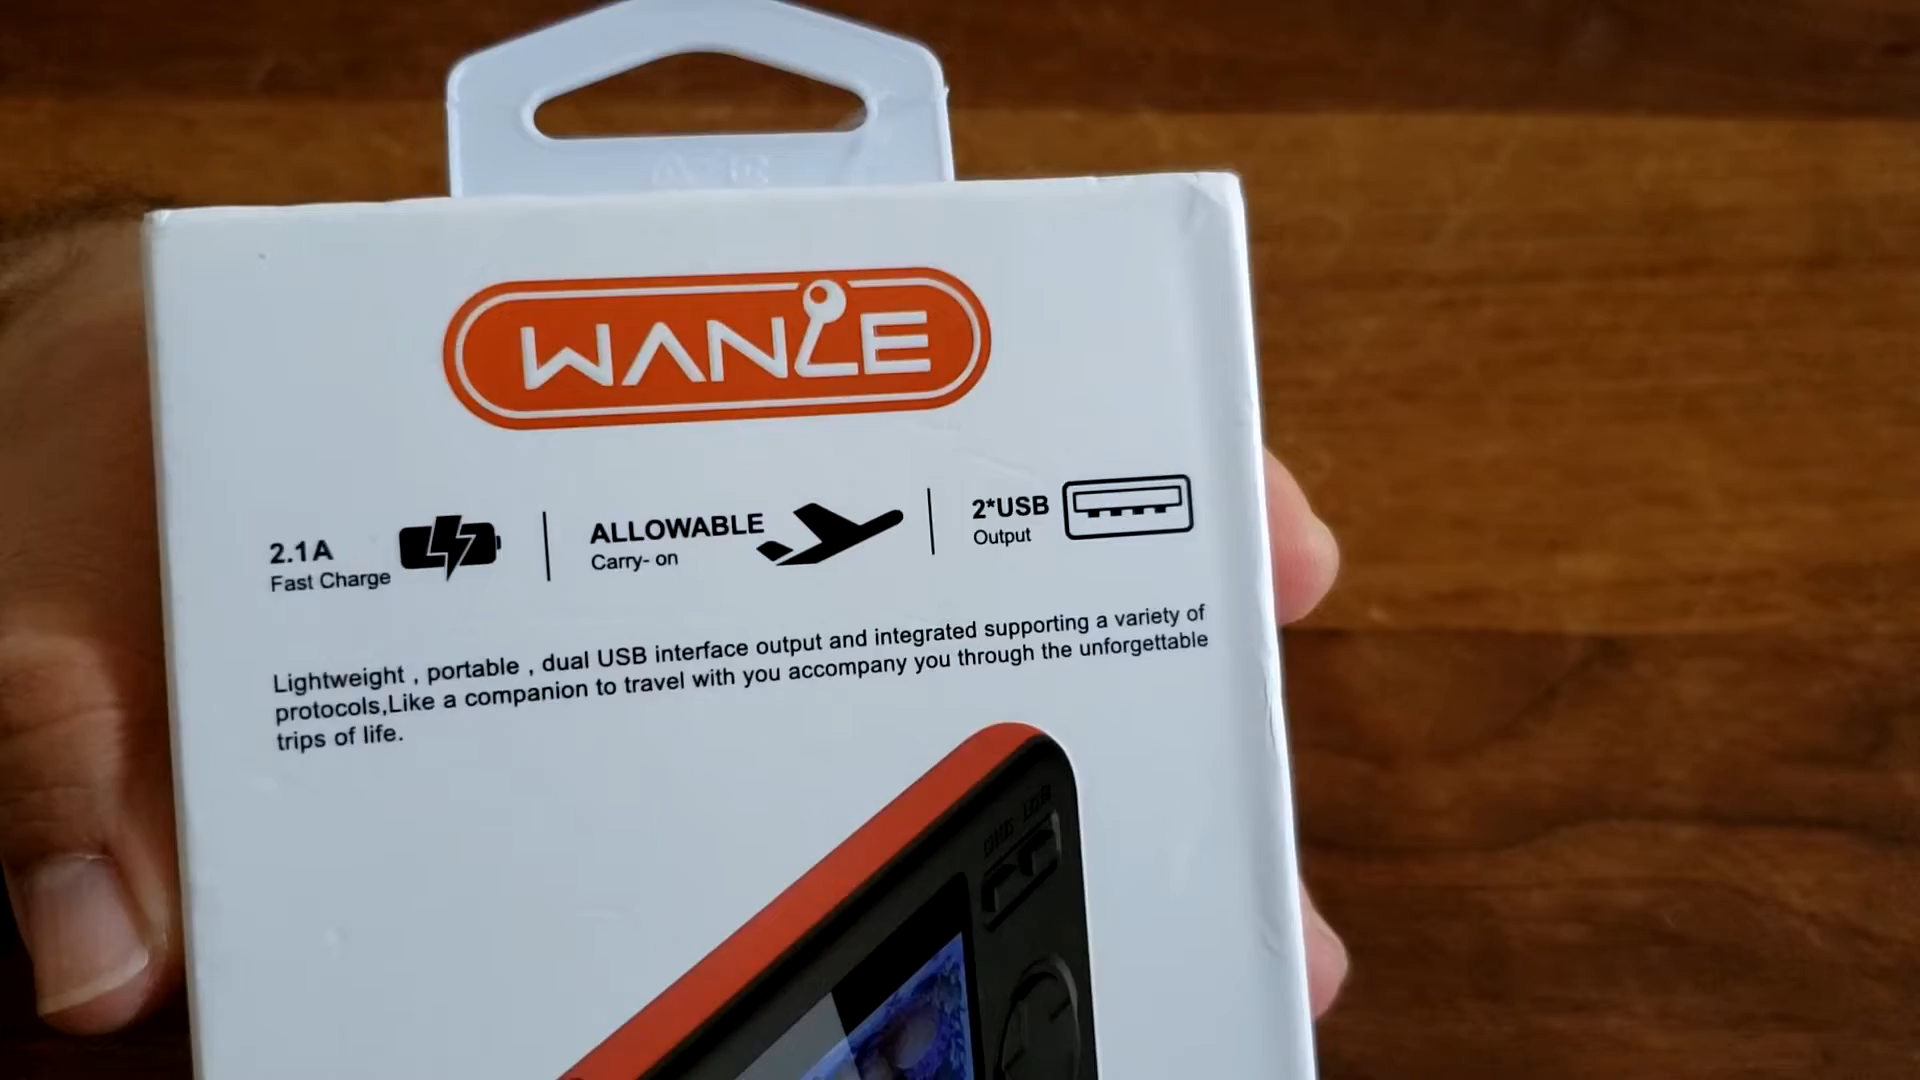 WANLE
2.1A
Fast Charge
ALLOWABLE
Carry- on
2*USB
Output
Lightweight , portable , dual USB interface output and integrated supporting a variety of
protocols,Like a companion to travel with you accompany you through the unforgettable
trips of life.